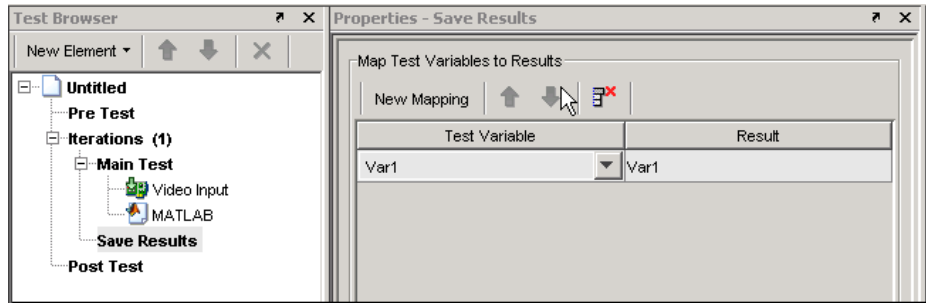 Test Browser
New Element
Untitled
Pre Test
Iterations (1)
Main Test
Video Input
MATLAB
Save Results
Post Test
Properties - Save Results
Map Test Variables to Results
New Mapping
Test Variable Result
Var1 Var1